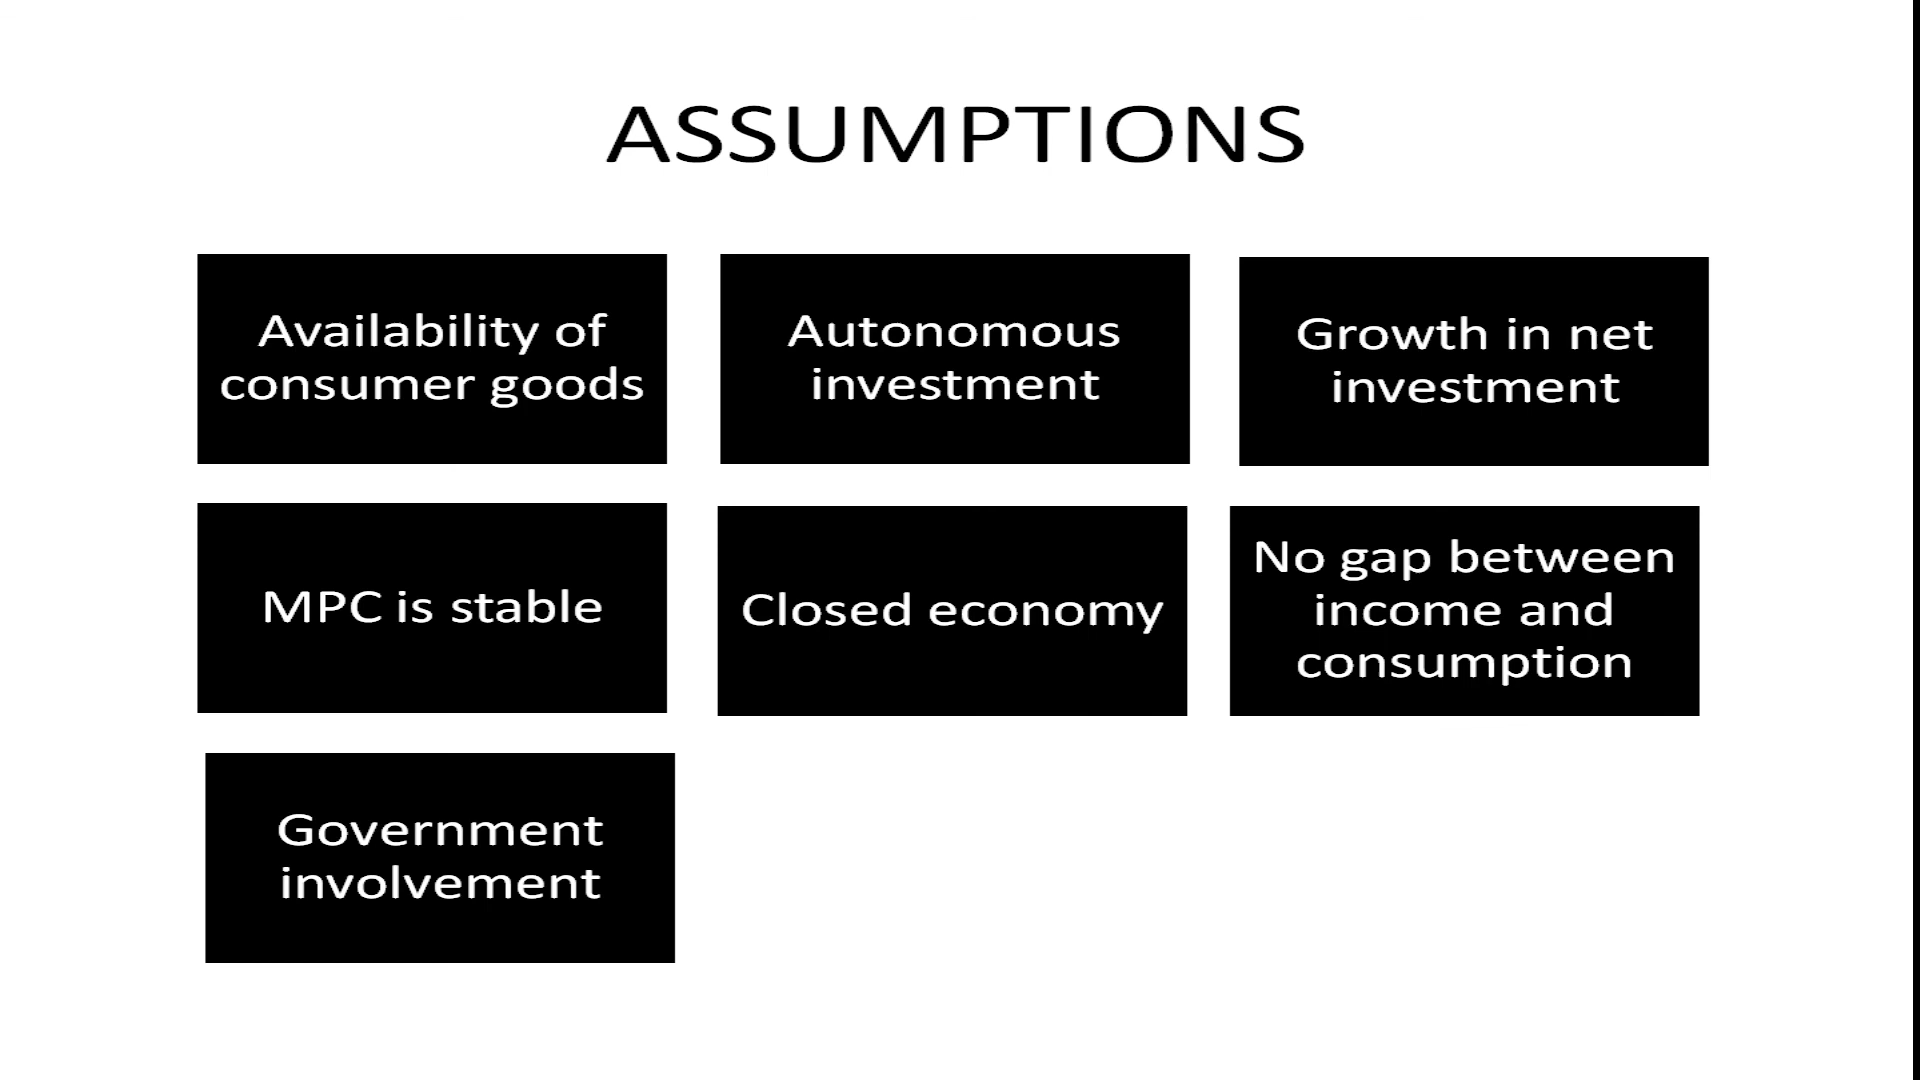 ASSUMPTIONS
Availability of
consumer goods
Autonomous
investment
Growth in net
investment
MPC is stable
Closed economy
No gap between
income and
consumption
Government
involvement